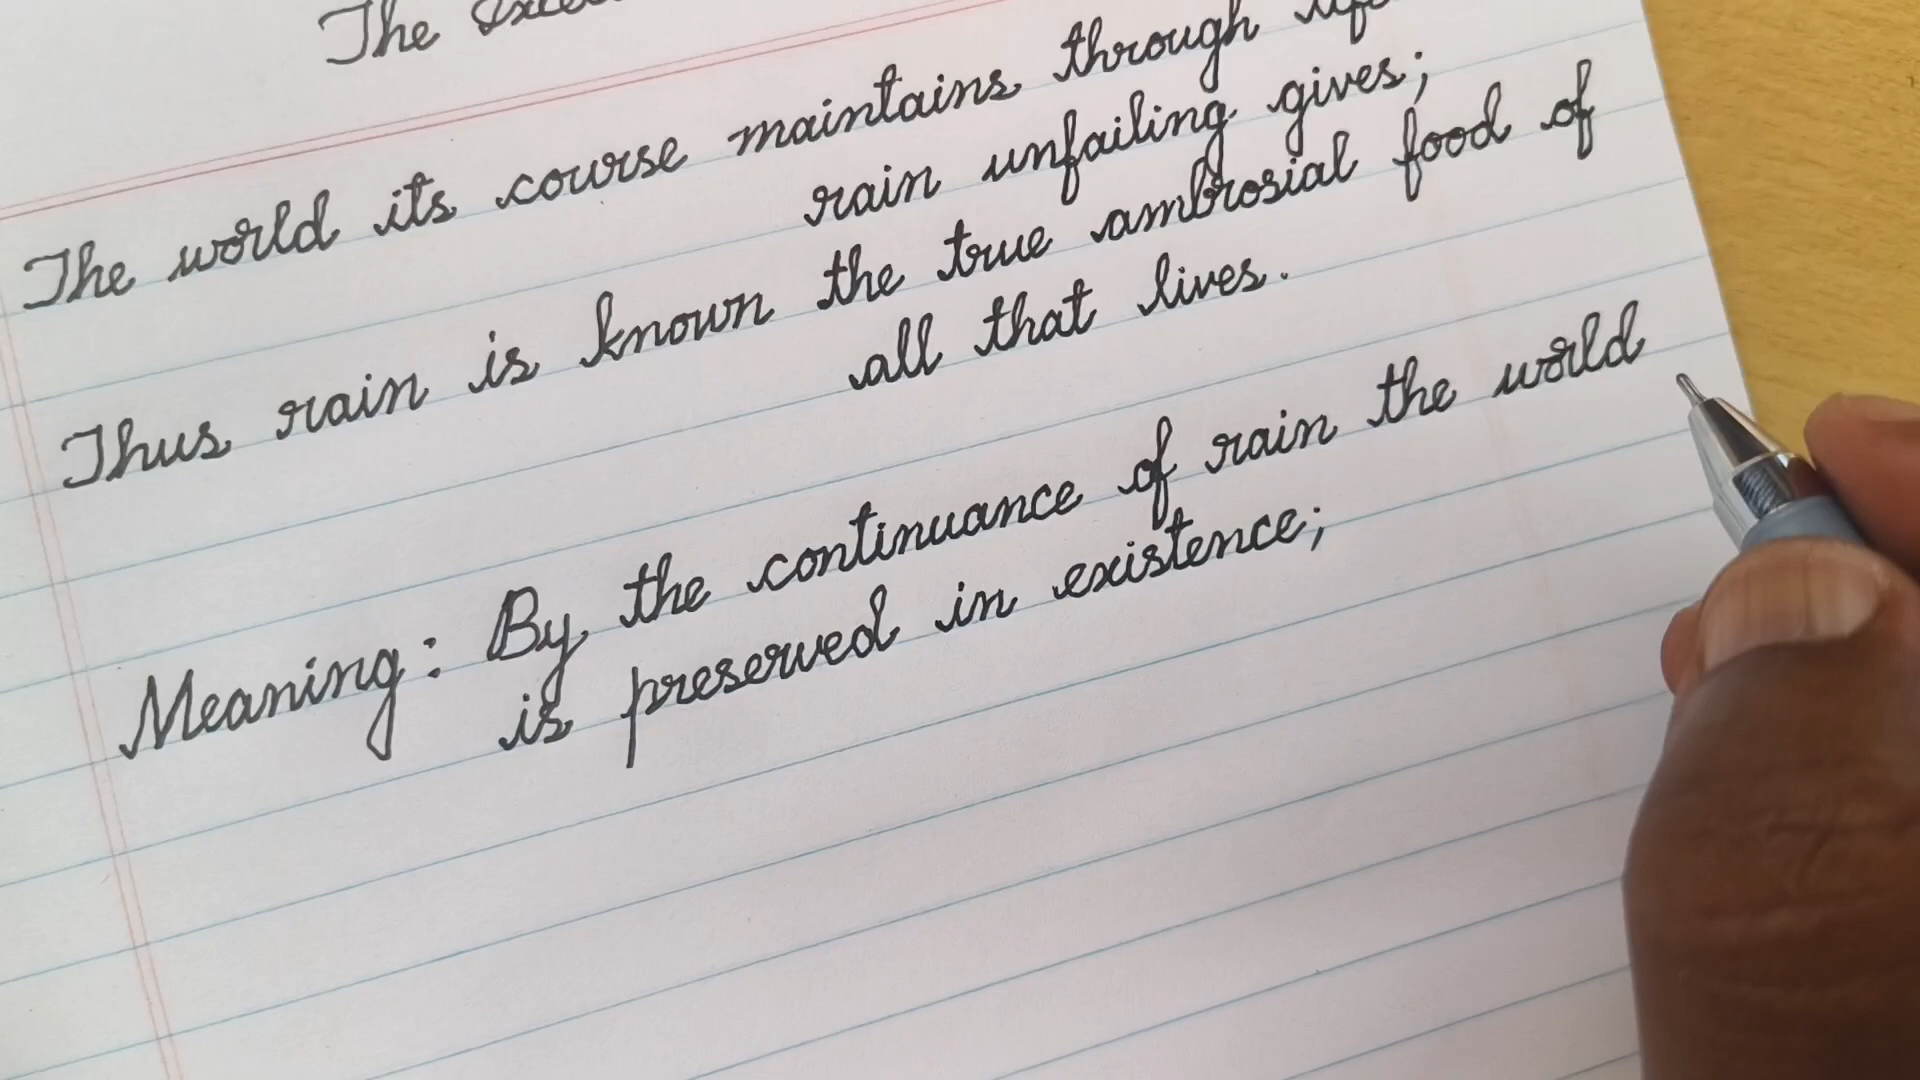 The
The world its course maintains through
rain unfailing gives;
Thus rain is known the true ambrosial food of
all that lives.
Meaning: By the continuance of rain the world
is preserved in existence;